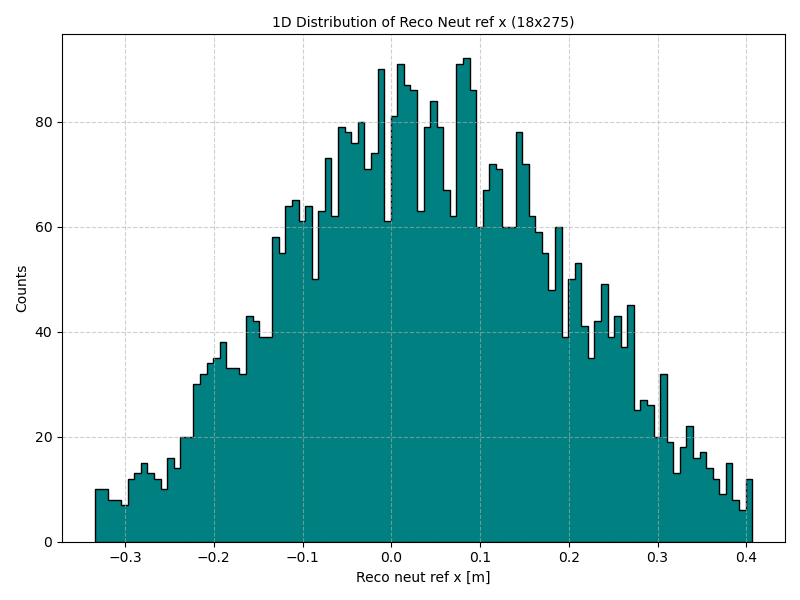 1D Distribution of Reco Neut ref x (18x275)
Counts
80
60
40
20
0
−0.3 −0.2 −0.1 0.0 0.1 0.2 0.3 0.4
Reco neut ref x [m]